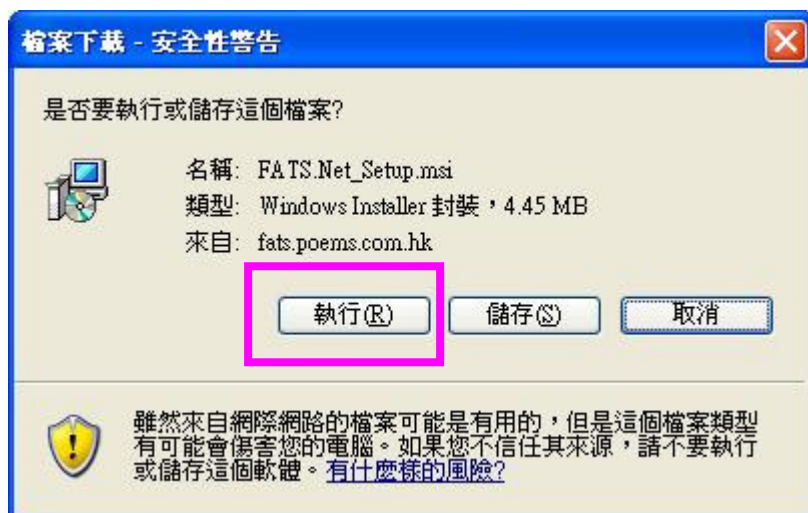 檔案下載 - 安全性警告
是否要執行或儲存這個檔案?
名稱: FATS.Net_Setup.msi
類型: Windows Installer 封裝，4.45 MB
來自: fats.poems.com.hk
執行(R) 儲存(S) 取消
雖然來自網際網路的檔案可能是有用的，但是這個檔案類型
有可能會傷害您的電腦。如果您不信任其來源，請不要執行
或儲存這個軟體。有什麼樣的風險?